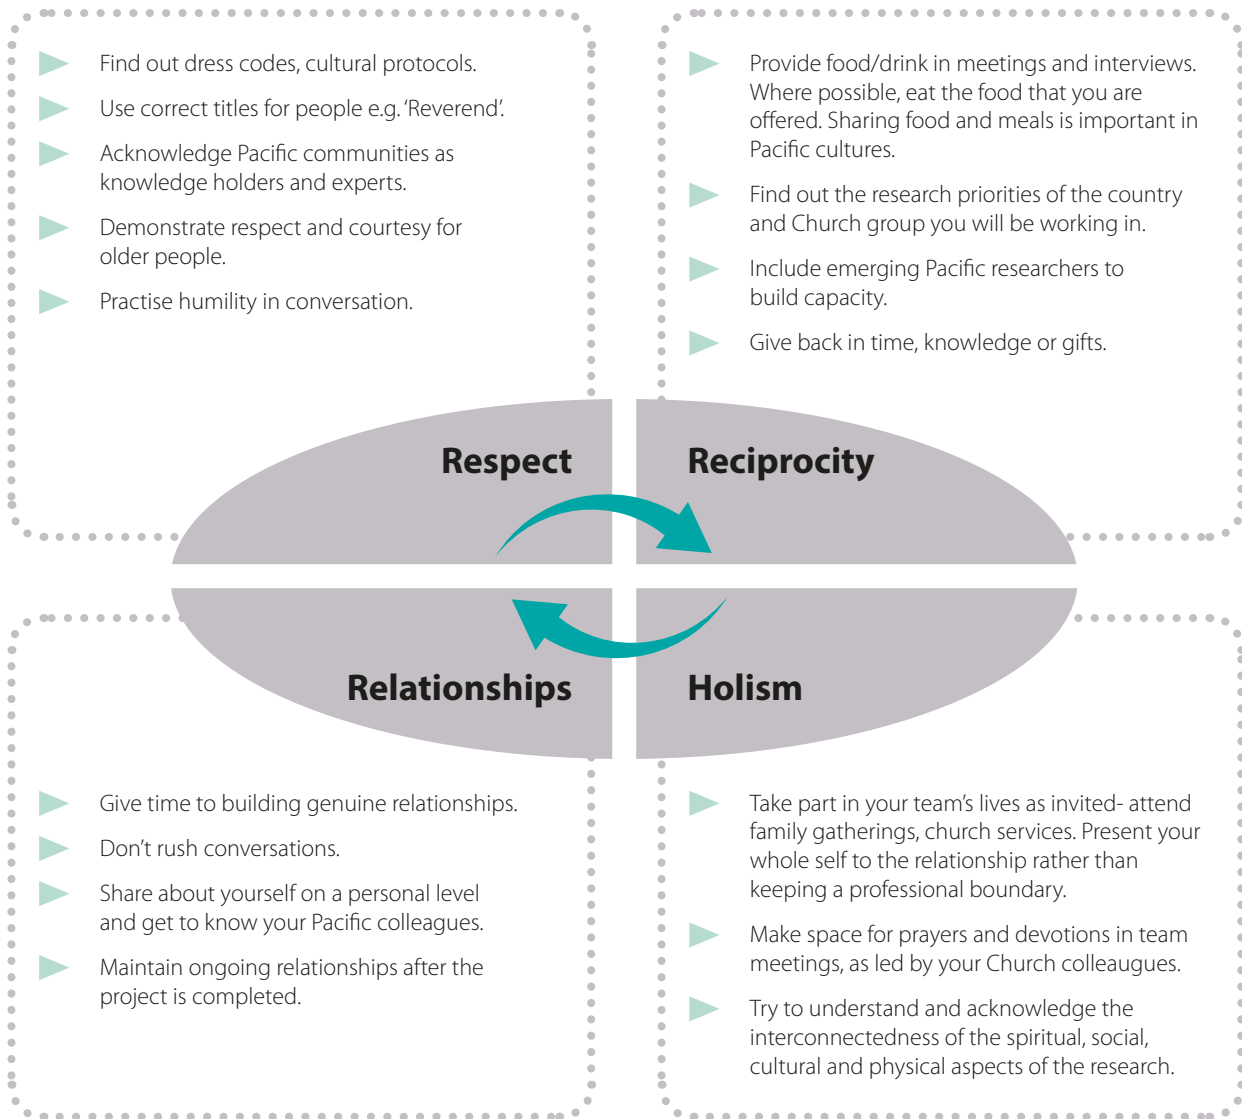 Find out dress codes, cultural protocols.
Use correct titles for people e.g. ‘Reverend’.
Acknowledge Pacific communities as
knowledge holders and experts.
Demonstrate respect and courtesy for
older people.
Practise humility in conversation.
Provide food/drink in meetings and interviews.
Where possible, eat the food that you are
offered. Sharing food and meals is important in
Pacific cultures.
Find out the research priorities of the country
and Church group you will be working in.
Include emerging Pacific researchers to
build capacity.
Give back in time, knowledge or gifts.
Respect
Reciprocity
Relationships
Holism
Give time to building genuine relationships.
Don’t rush conversations.
Share about yourself on a personal level
and get to know your Pacific colleagues.
Maintain ongoing relationships after the
project is completed.
Take part in your team’s lives as invited- attend
family gatherings, church services. Present your
whole self to the relationship rather than
keeping a professional boundary.
Make space for prayers and devotions in team
meetings, as led by your Church colleaugues.
Try to understand and acknowledge the
interconnectedness of the spiritual, social,
cultural and physical aspects of the research.